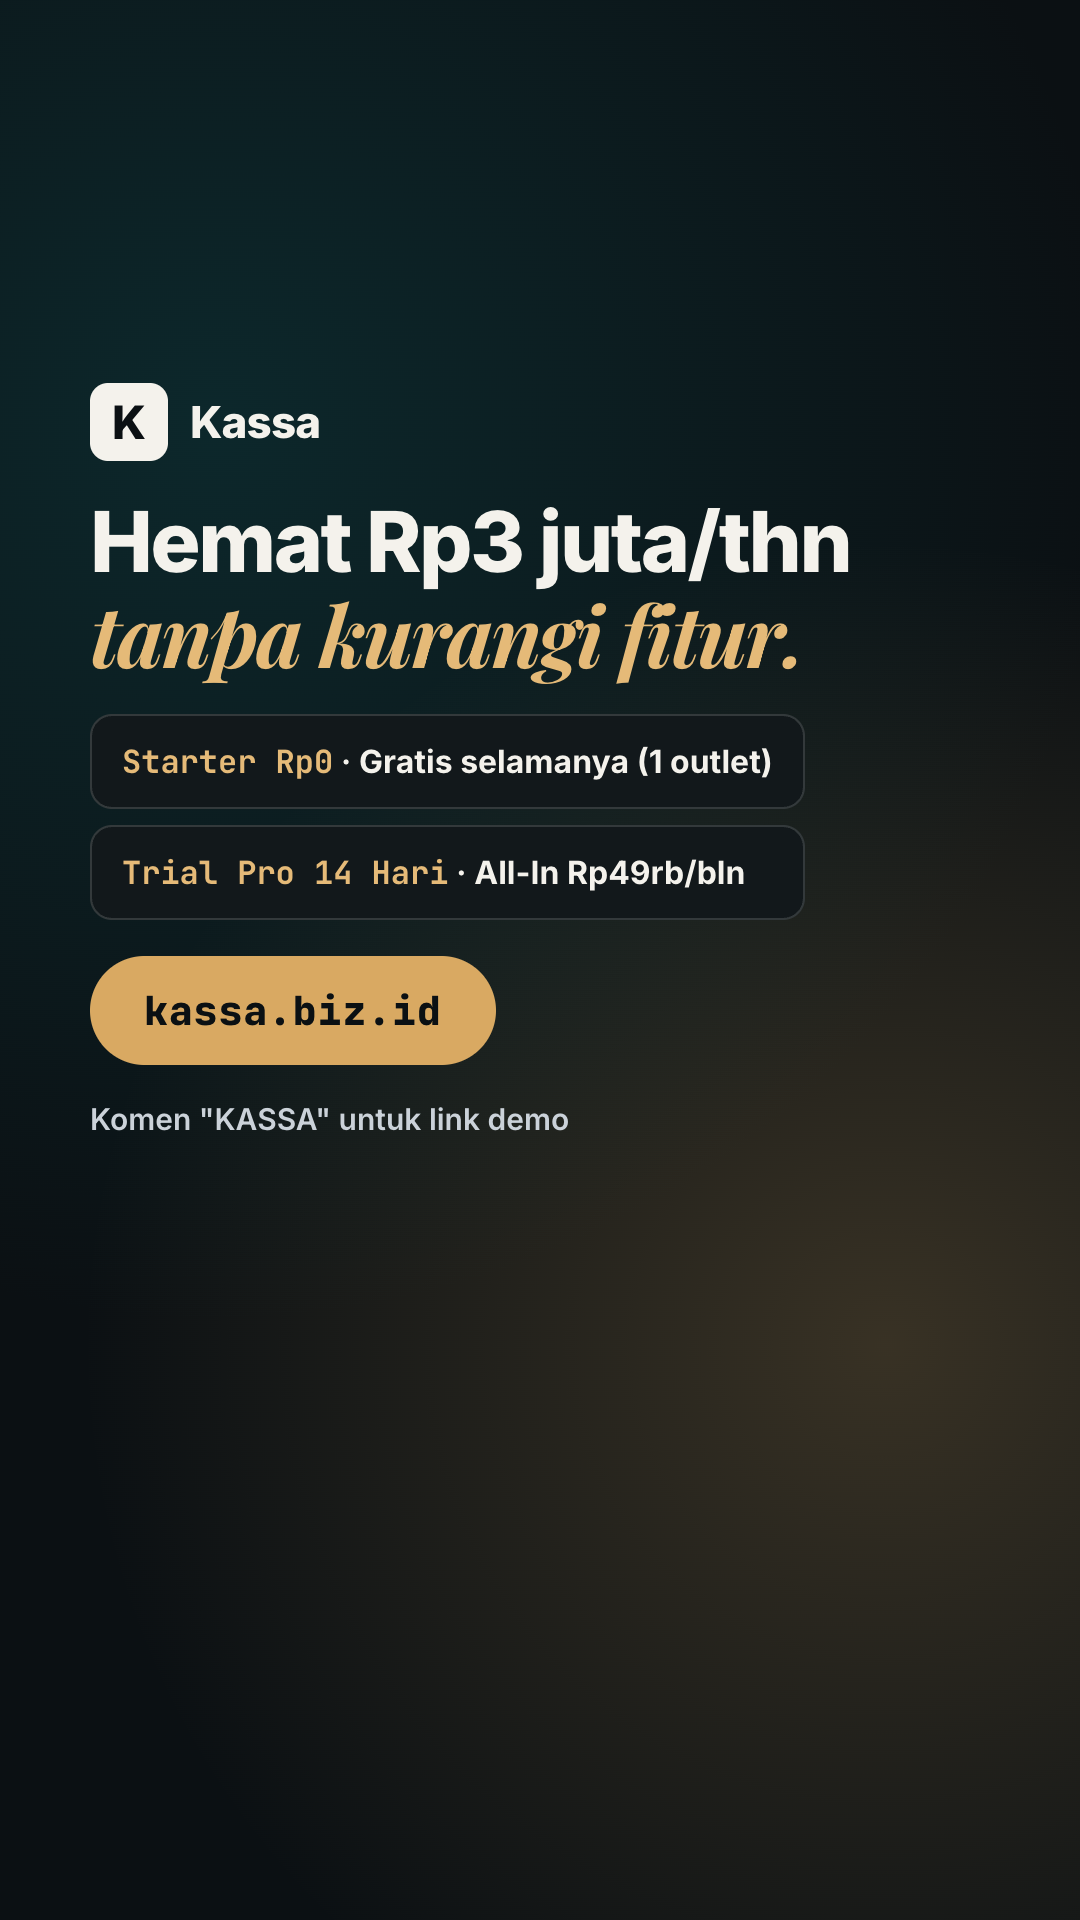 K Kassa
Hemat Rp3 juta/thn
tanpa kurangi fitur.
Starter Rp0 · Gratis selamanya (1 outlet)
Trial Pro 14 Hari · All-In Rp49rb/bln
kassa.biz.id
Komen "KASSA" untuk link demo